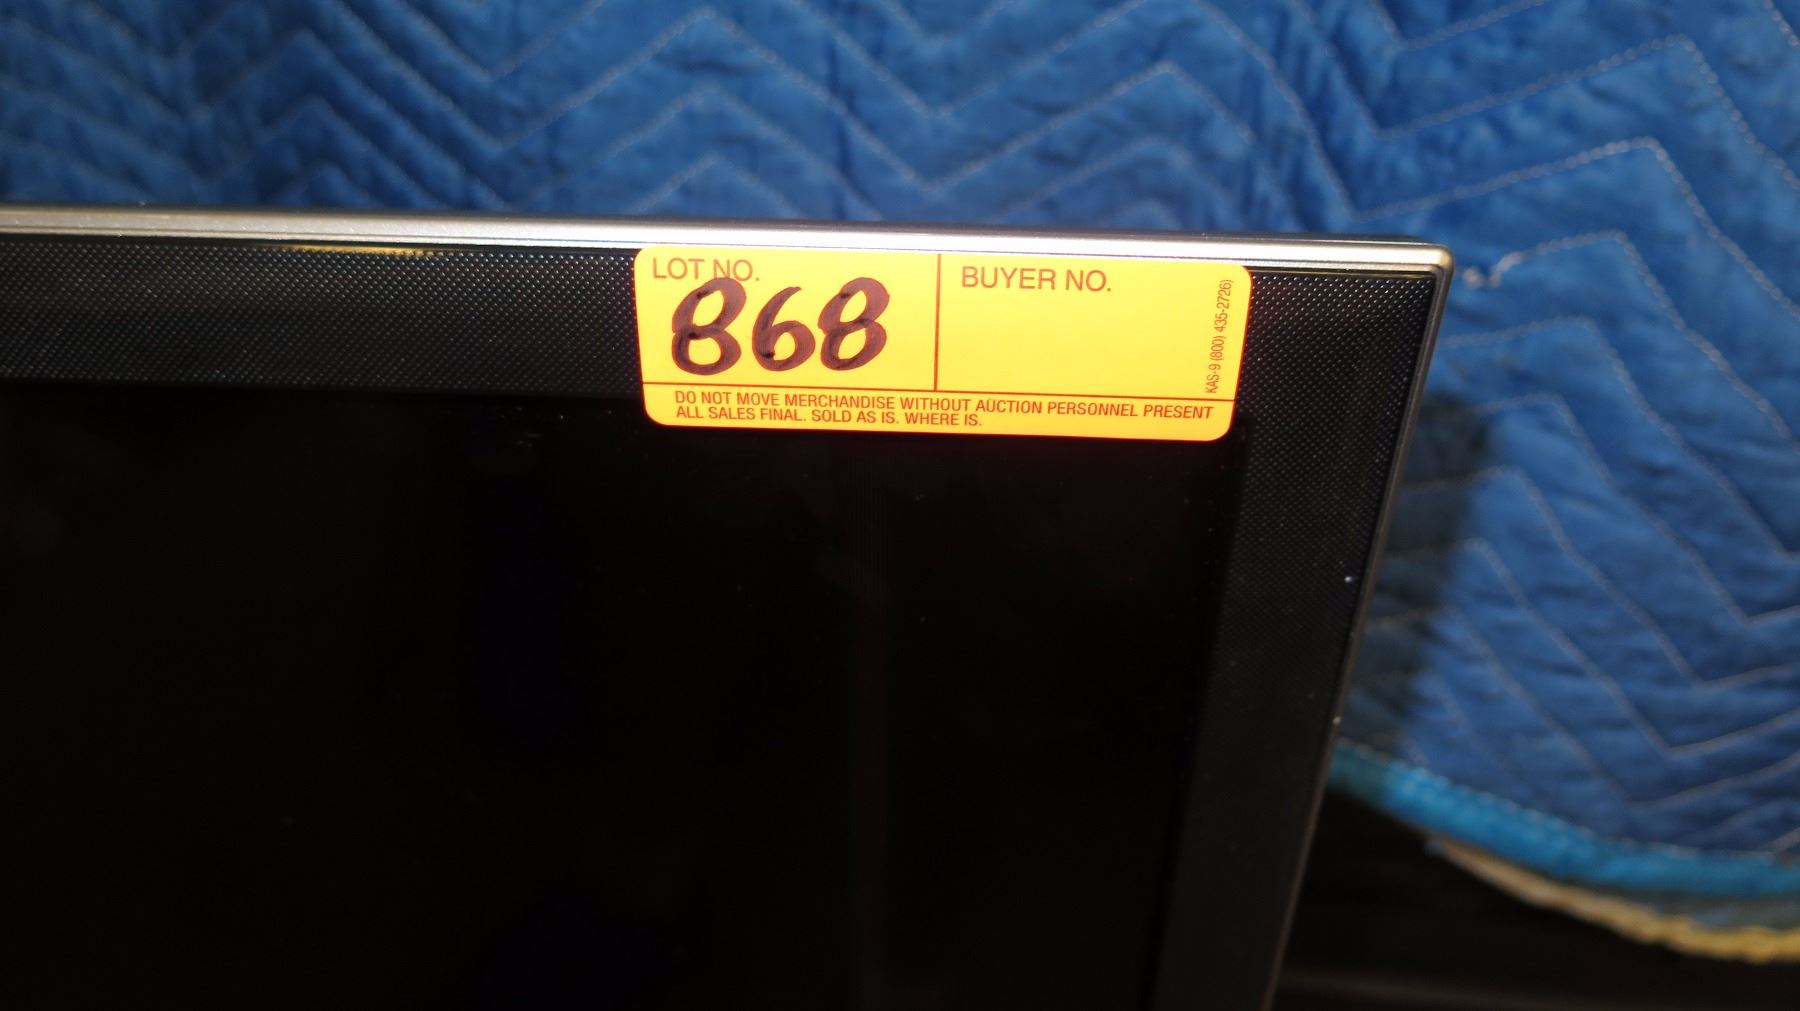 LOT NO.
868
BUYER NO.
KAS-9 (800) 435-2726)
DO NOT MOVE MERCHANDISE WITHOUT AUCTION PERSONNEL PRESENT
ALL SALES FINAL. SOLD AS IS. WHERE IS.